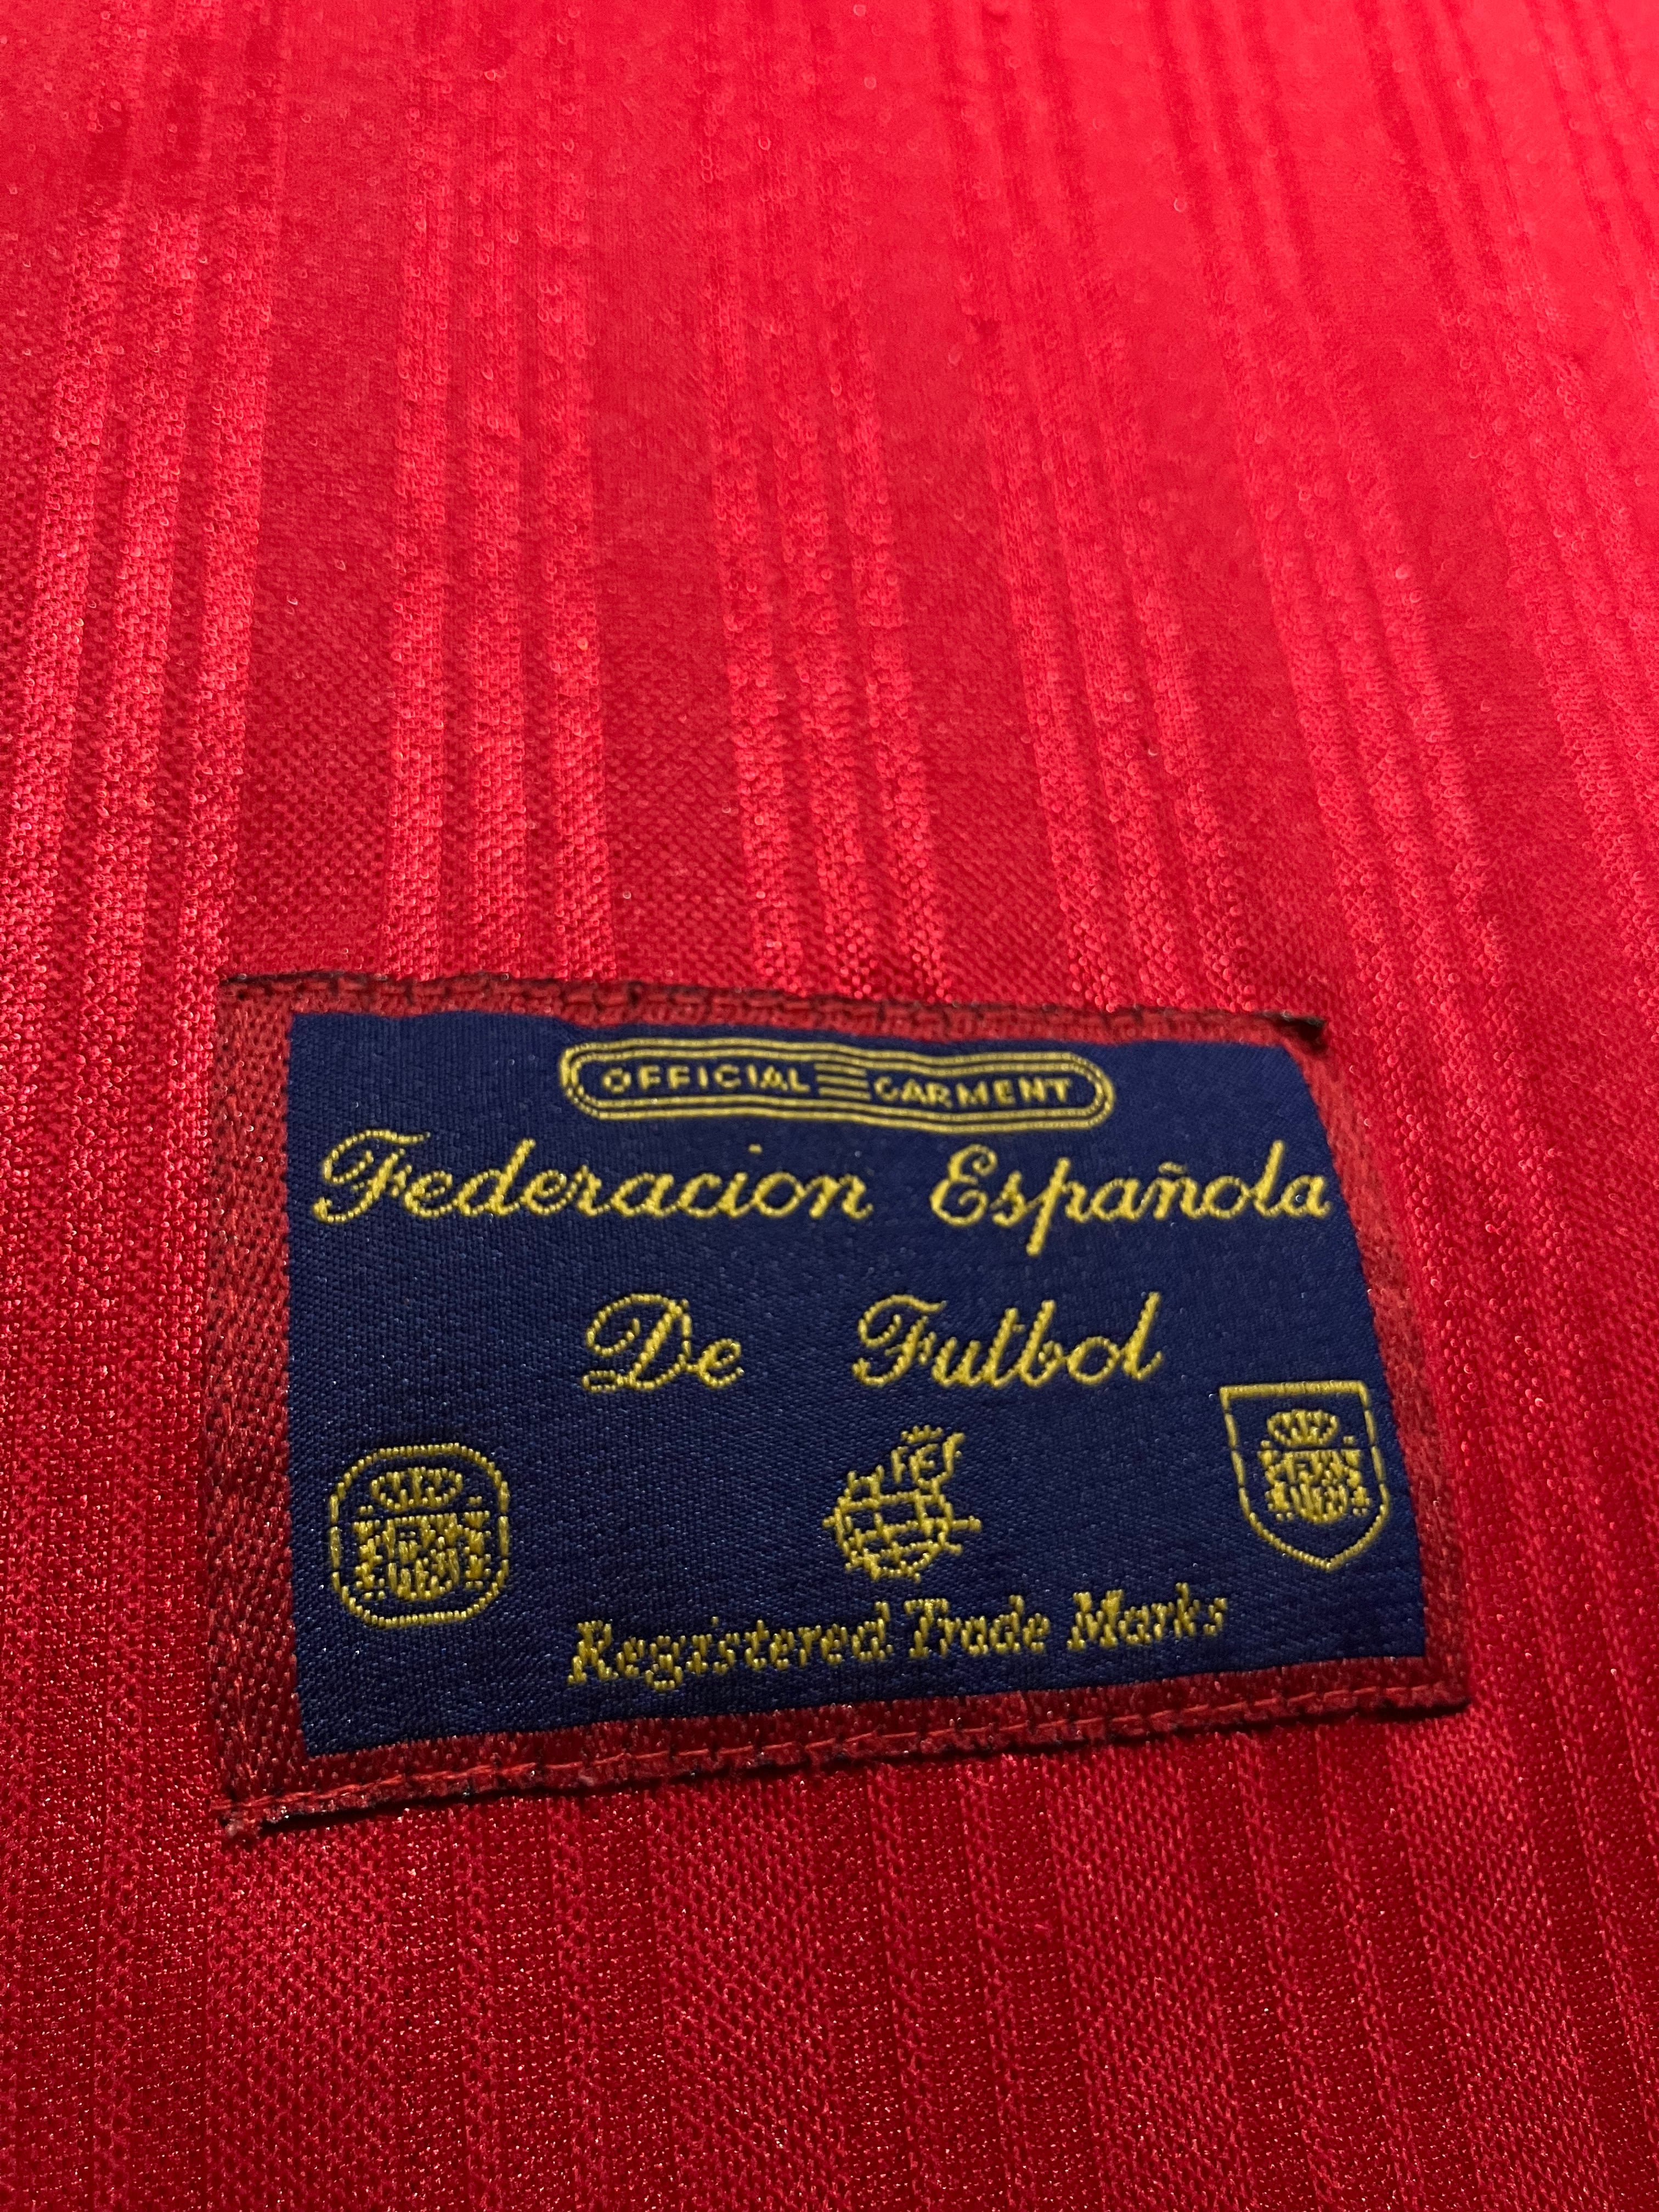 OFFICIAL GARMENT
Federacion Española
De Futbol
Registered Trade Marks